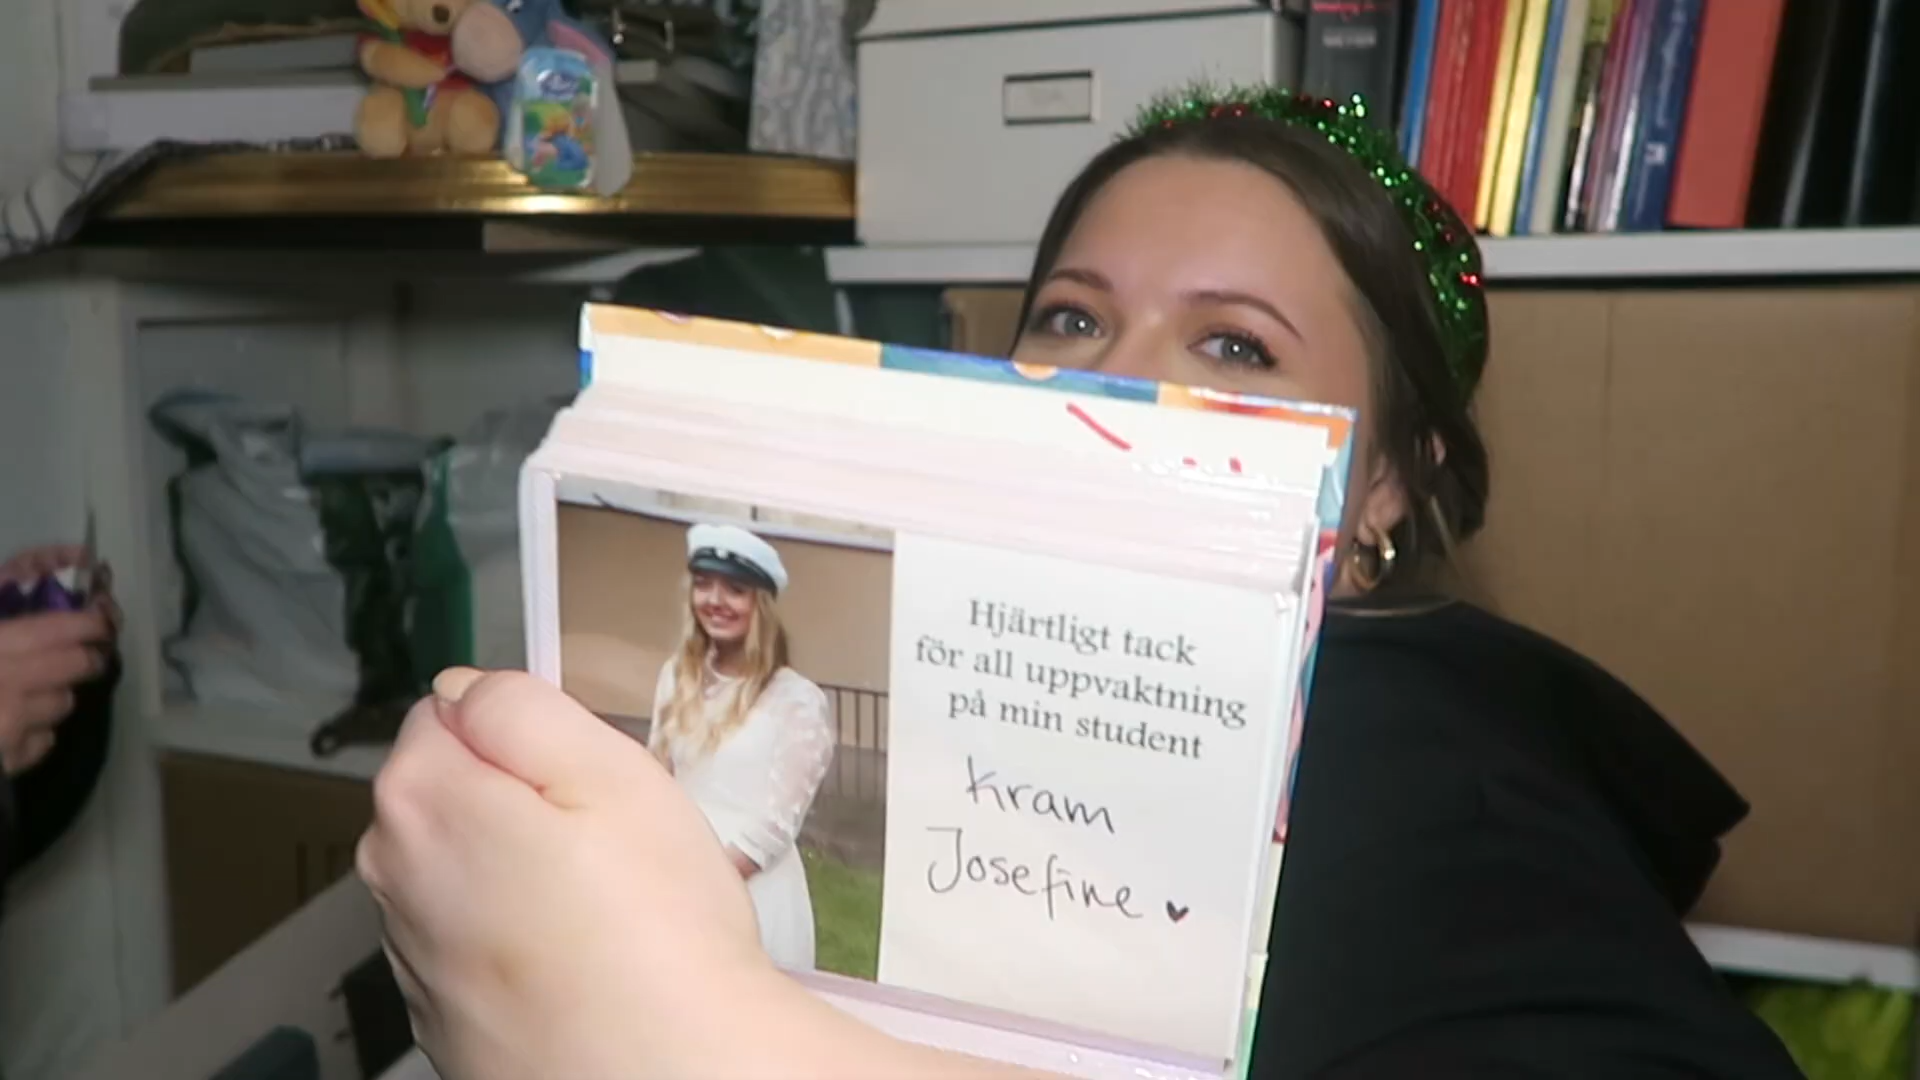 Hjärtligt tack
för all uppvaktning
på min student
Kram
Josefine